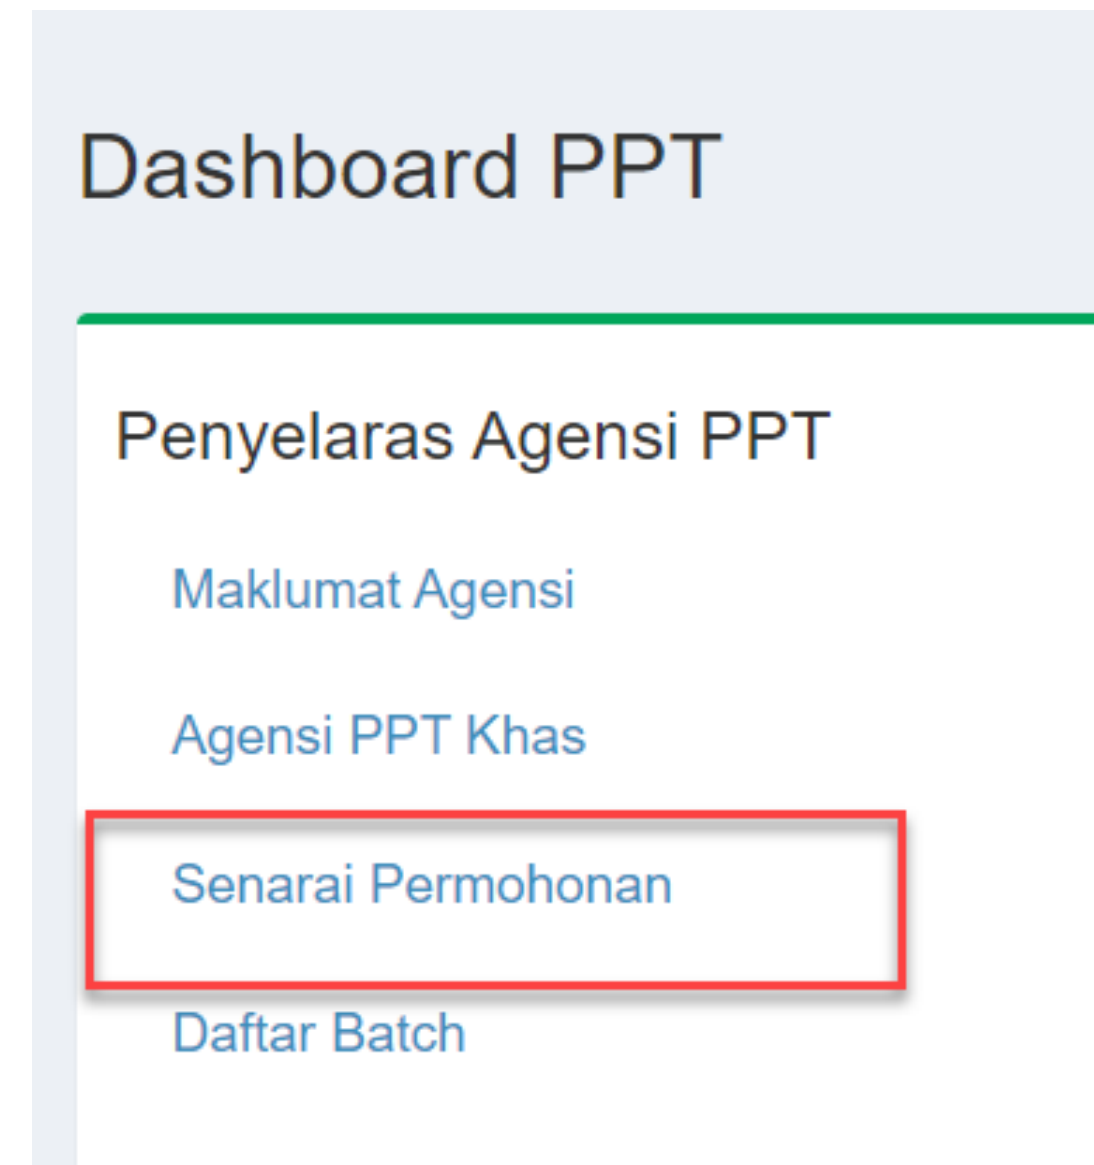 Dashboard PPT
Penyelaras Agensi PPT
Maklumat Agensi
Agensi PPT Khas
Senarai Permohonan
Daftar Batch